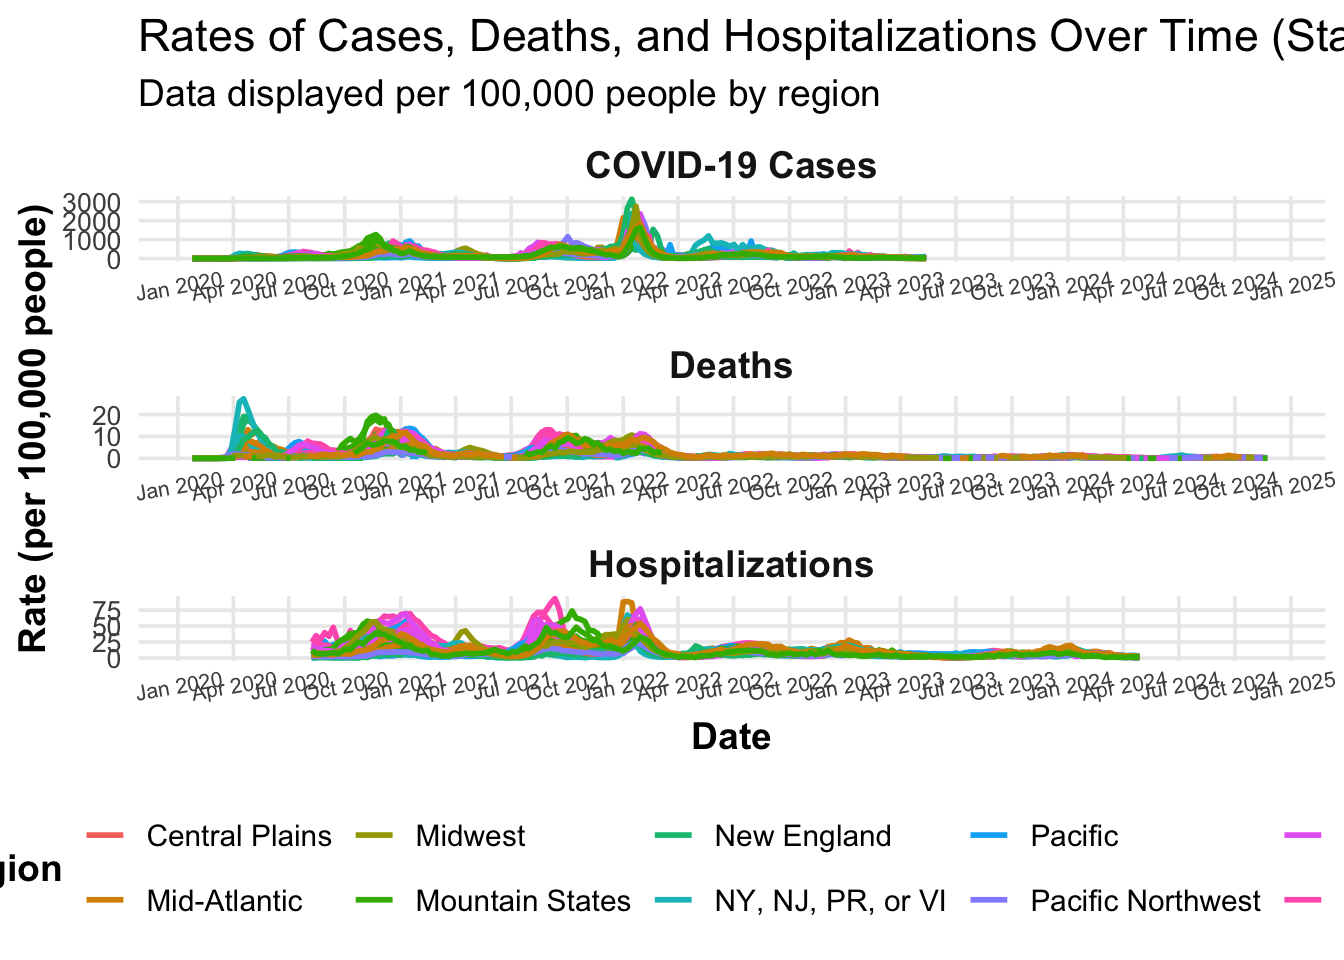 Rates of Cases, Deaths, and Hospitalizations Over Time (Sta
Data displayed per 100,000 people by region
COVID-19 Cases
3000
2000
1000
0
Jan 2020 Apr 2020 Jul 2020 Oct 2020 Jan 2021 Apr 2021 Jul 2021 Oct 2021 Jan 2022 Apr 2022 Jul 2022 Oct 2022 Jan 2023 Apr 2023 Jul 2023 Oct 2023 Jan 2024 Apr 2024 Jul 2024 Oct 2024 Jan 2025
Rate (per 100,000 people)
Deaths
20
10
0
Jan 2020 Apr 2020 Jul 2020 Oct 2020 Jan 2021 Apr 2021 Jul 2021 Oct 2021 Jan 2022 Apr 2022 Jul 2022 Oct 2022 Jan 2023 Apr 2023 Jul 2023 Oct 2023 Jan 2024 Apr 2024 Jul 2024 Oct 2024 Jan 2025
Hospitalizations
75
50
25
0
Jan 2020 Apr 2020 Jul 2020 Oct 2020 Jan 2021 Apr 2021 Jul 2021 Oct 2021 Jan 2022 Apr 2022 Jul 2022 Oct 2022 Jan 2023 Apr 2023 Jul 2023 Oct 2023 Jan 2024 Apr 2024 Jul 2024 Oct 2024 Jan 2025
Date
gion
Central Plains Midwest New England Pacific
Mid-Atlantic Mountain States NY, NJ, PR, or VI Pacific Northwest